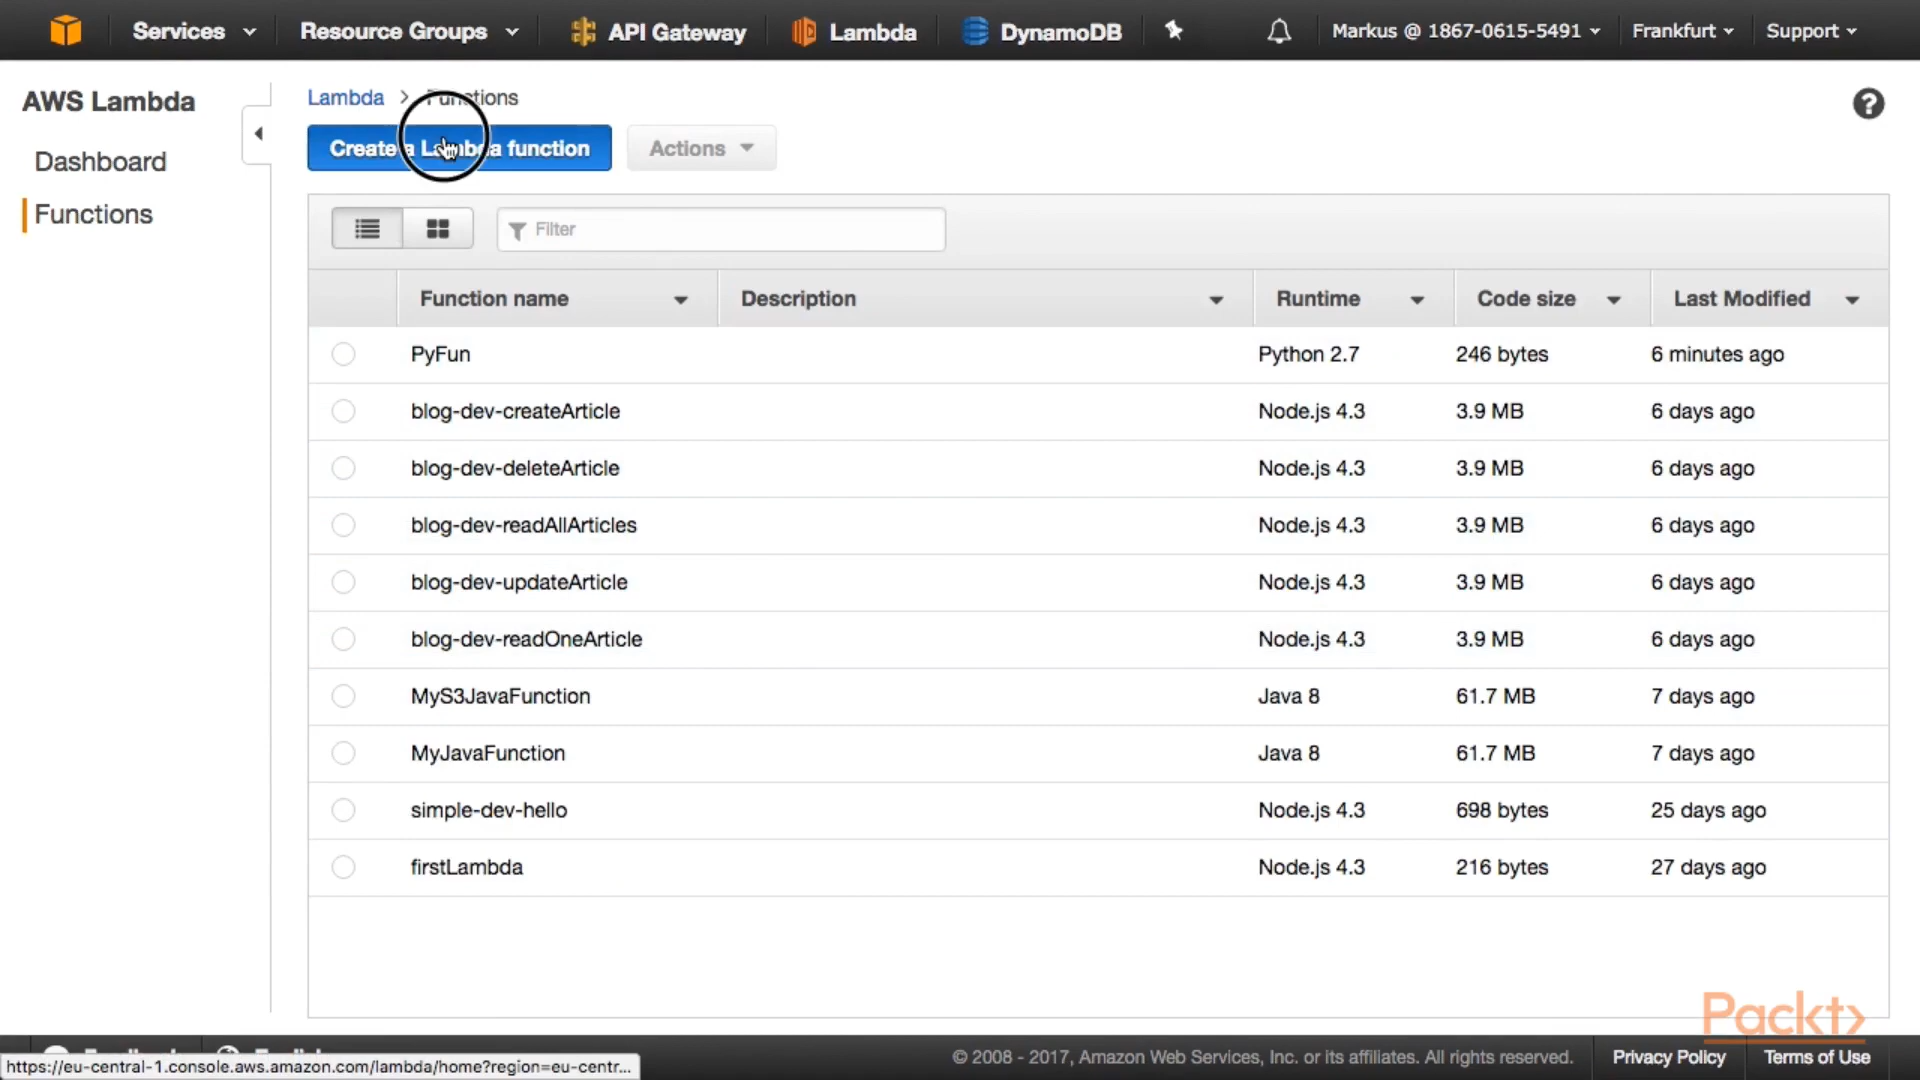 Services Resource Groups API Gateway Lambda DynamoDB Markus @ 1867-0615-5491 Frankfurt Support
AWS Lambda
Dashboard
Functions
Lambda > Functions
Create a Lambda function Actions
Filter
Function name Description Runtime Code size Last Modified
PyFun Python 2.7 246 bytes 6 minutes ago
blog-dev-createArticle Node.js 4.3 3.9 MB 6 days ago
blog-dev-deleteArticle Node.js 4.3 3.9 MB 6 days ago
blog-dev-readAllArticles Node.js 4.3 3.9 MB 6 days ago
blog-dev-updateArticle Node.js 4.3 3.9 MB 6 days ago
blog-dev-readOneArticle Node.js 4.3 3.9 MB 6 days ago
MyS3JavaFunction Java 8 61.7 MB 7 days ago
MyJavaFunction Java 8 61.7 MB 7 days ago
simple-dev-hello Node.js 4.3 698 bytes 25 days ago
firstLambda Node.js 4.3 216 bytes 27 days ago
Packt>
© 2008 - 2017, Amazon Web Services, Inc. or its affiliates. All rights reserved. Privacy Policy Terms of Use
https://eu-central-1.console.aws.amazon.com/lambda/home?region=eu-centr...